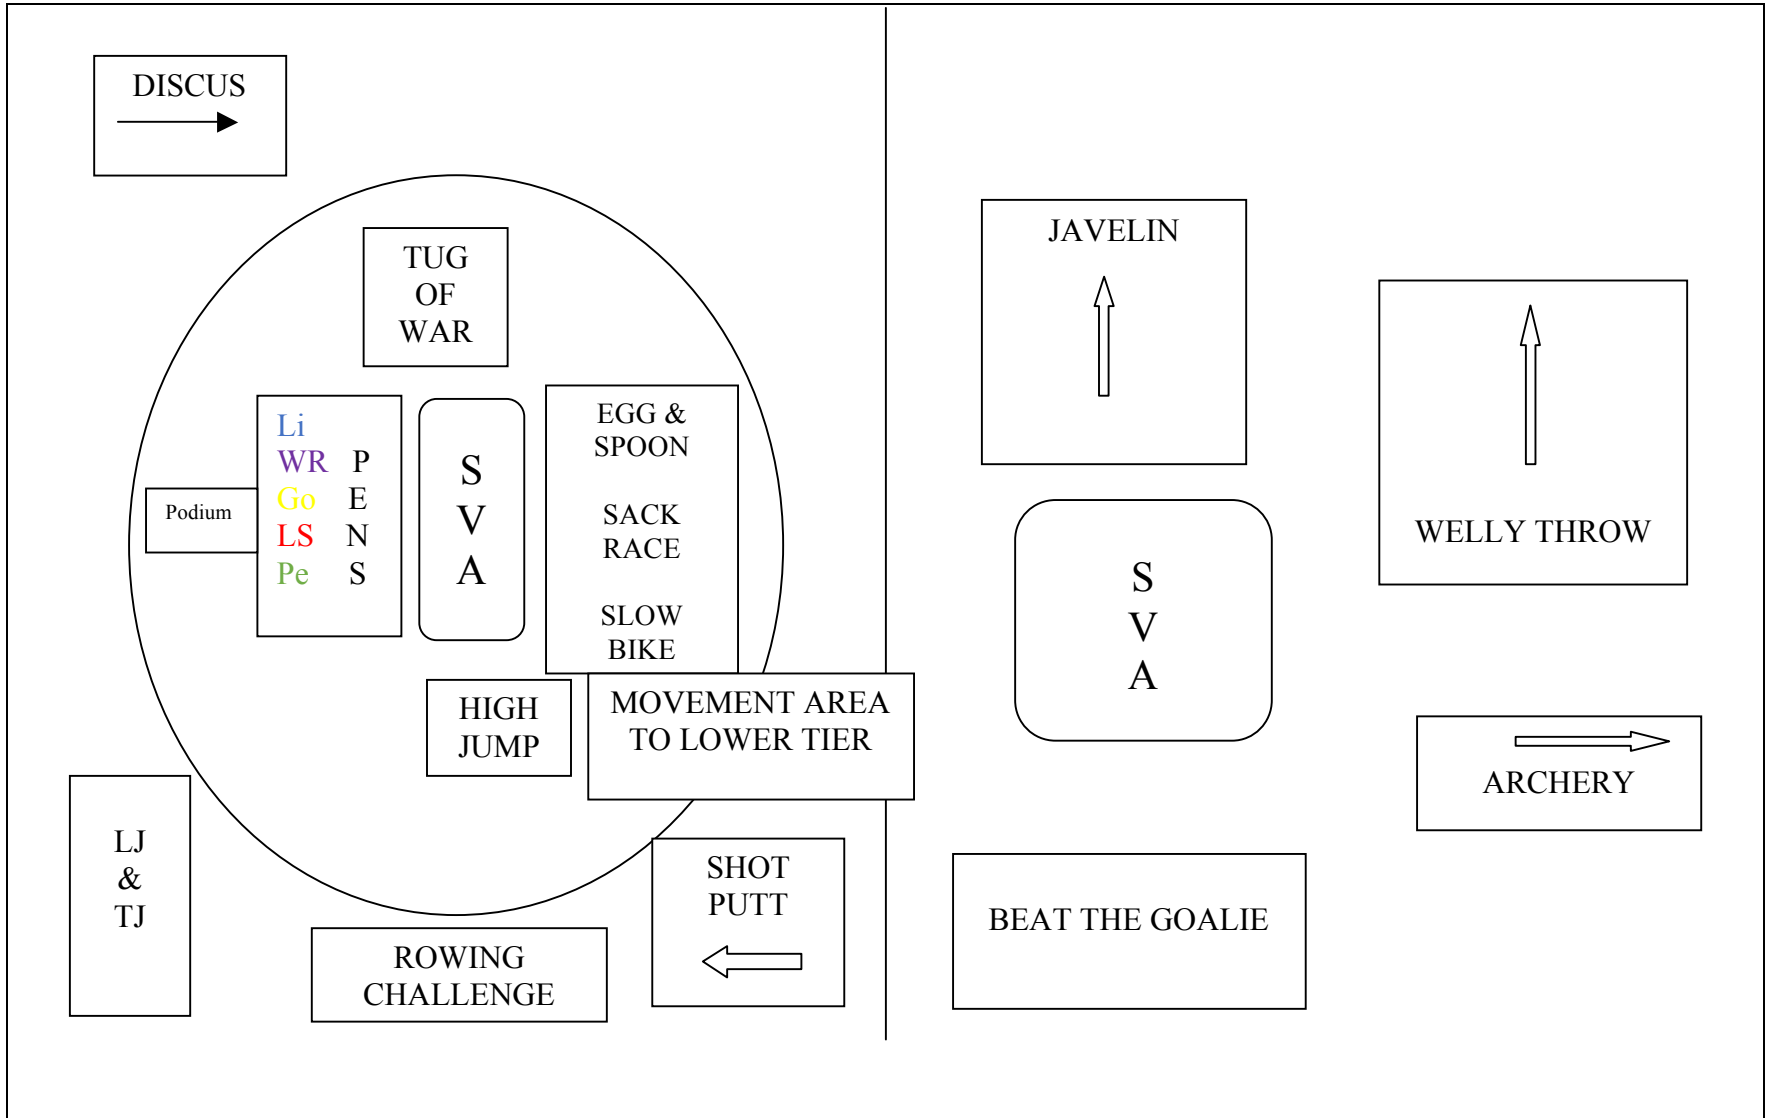 DISCUS
TUG
OF
WAR
Li
WR P
Go E
LS N
Pe S
Podium
S
V
A
EGG &
SPOON
SACK
RACE
SLOW
BIKE
HIGH
JUMP
MOVEMENT AREA
TO LOWER TIER
LJ
&
TJ
ROWING
CHALLENGE
SHOT
PUTT
JAVELIN
WELLY THROW
S
V
A
ARCHERY
BEAT THE GOALIE